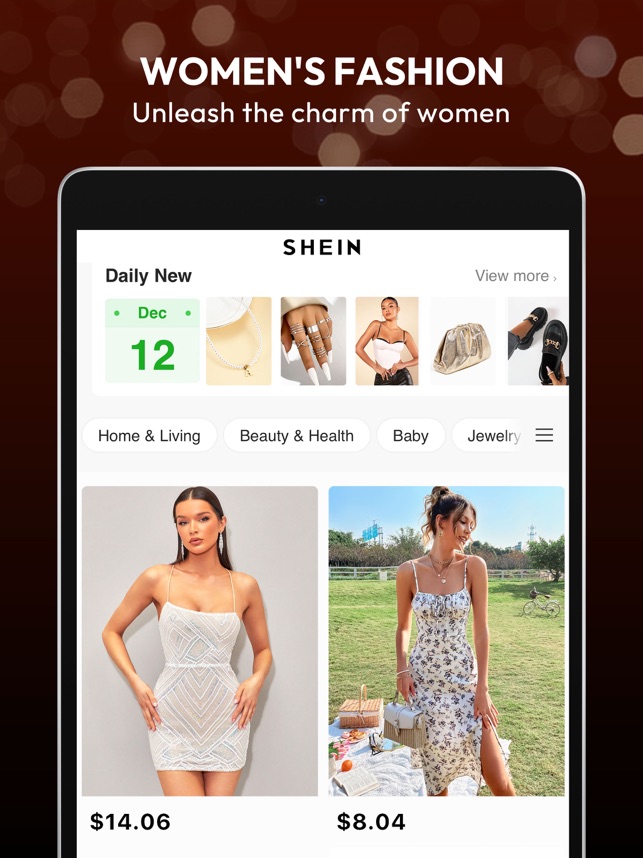 WOMEN'S FASHION
Unleash the charm of women
SHEIN
Daily New
View more ›
Dec
12
Home & Living
Beauty & Health
Baby
Jewelry
$14.06
$8.04